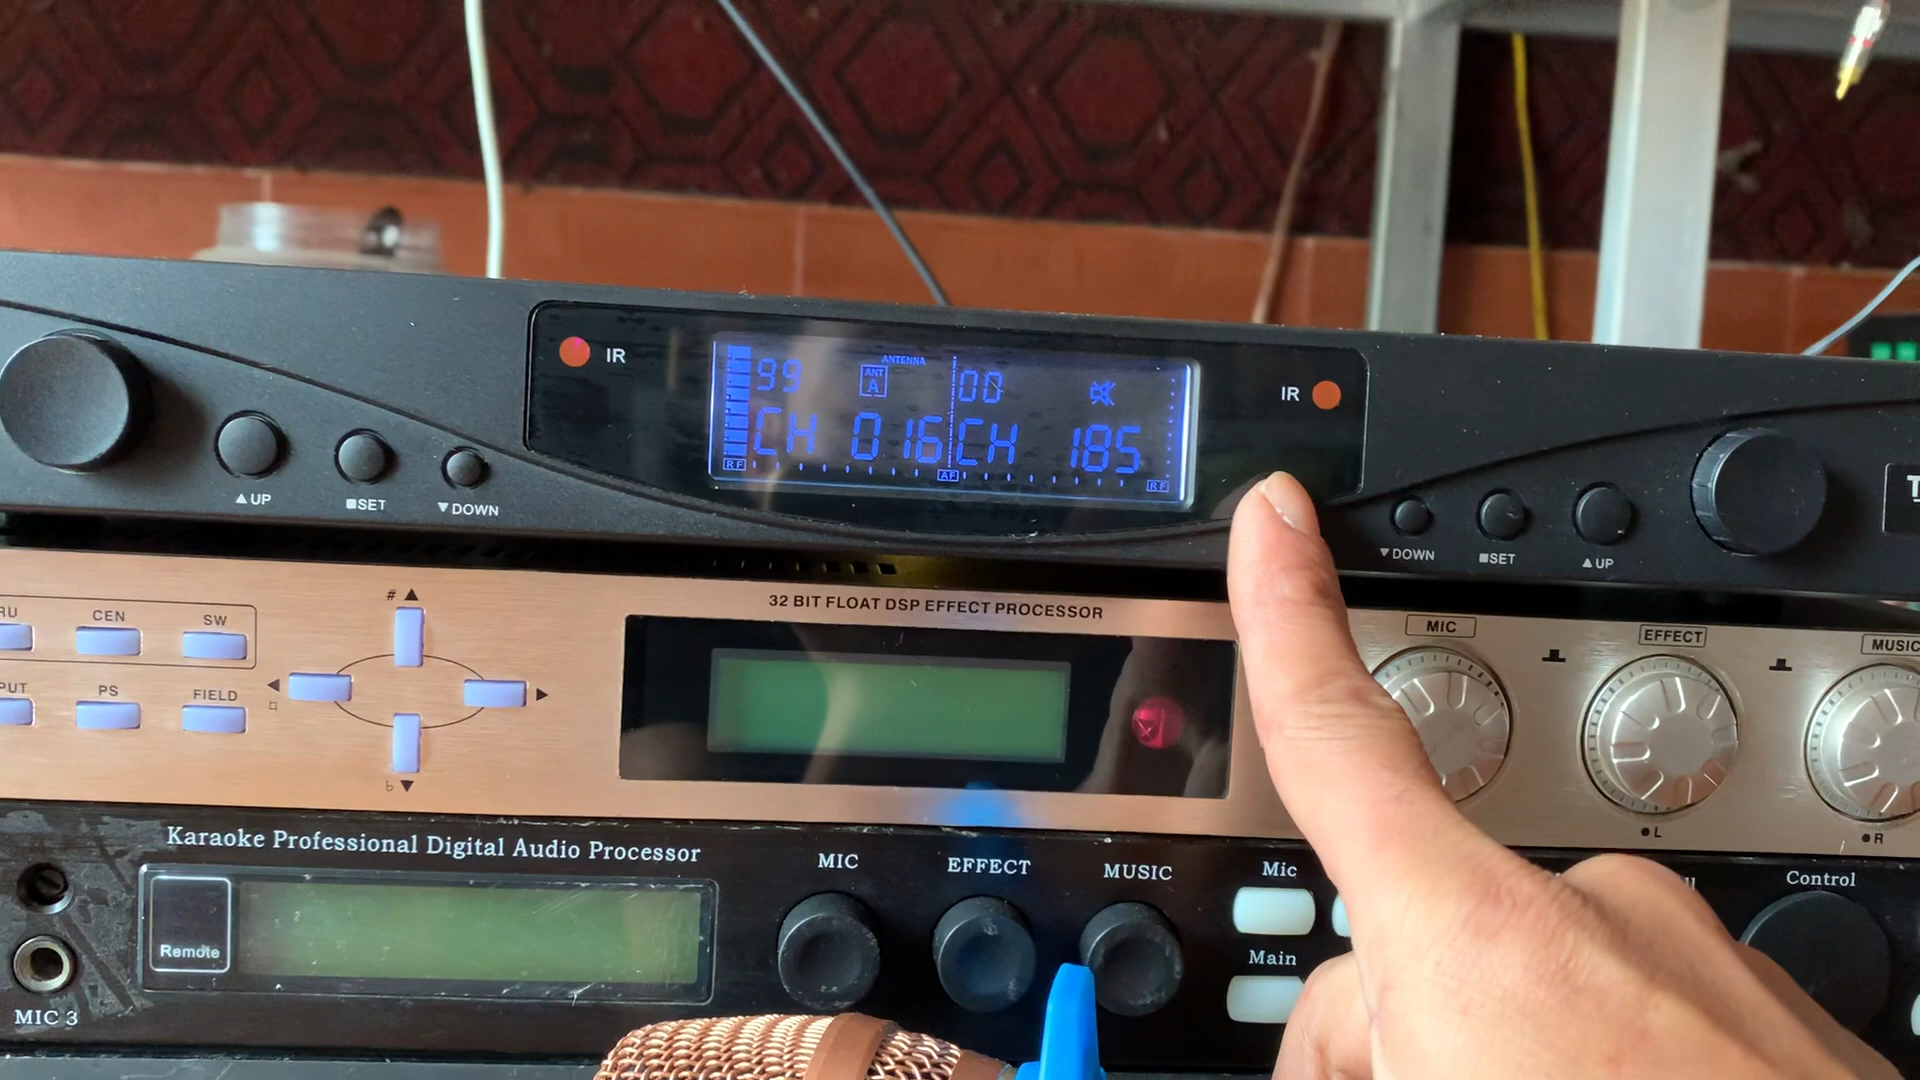 IR
99
ANTENNA
ANT
A
00
CH 016
CH 185
RF
AF
RF
IR
▲UP
■SET
▼DOWN
▼DOWN
■SET
▲UP
CEN
SW
PS
FIELD
#▲
◀
▶
♭▼
32 BIT FLOAT DSP EFFECT PROCESSOR
MIC
EFFECT
MUSIC
L
R
Karaoke Professional Digital Audio Processor
Remote
MIC 3
MIC
EFFECT
MUSIC
Mic
Main
Control